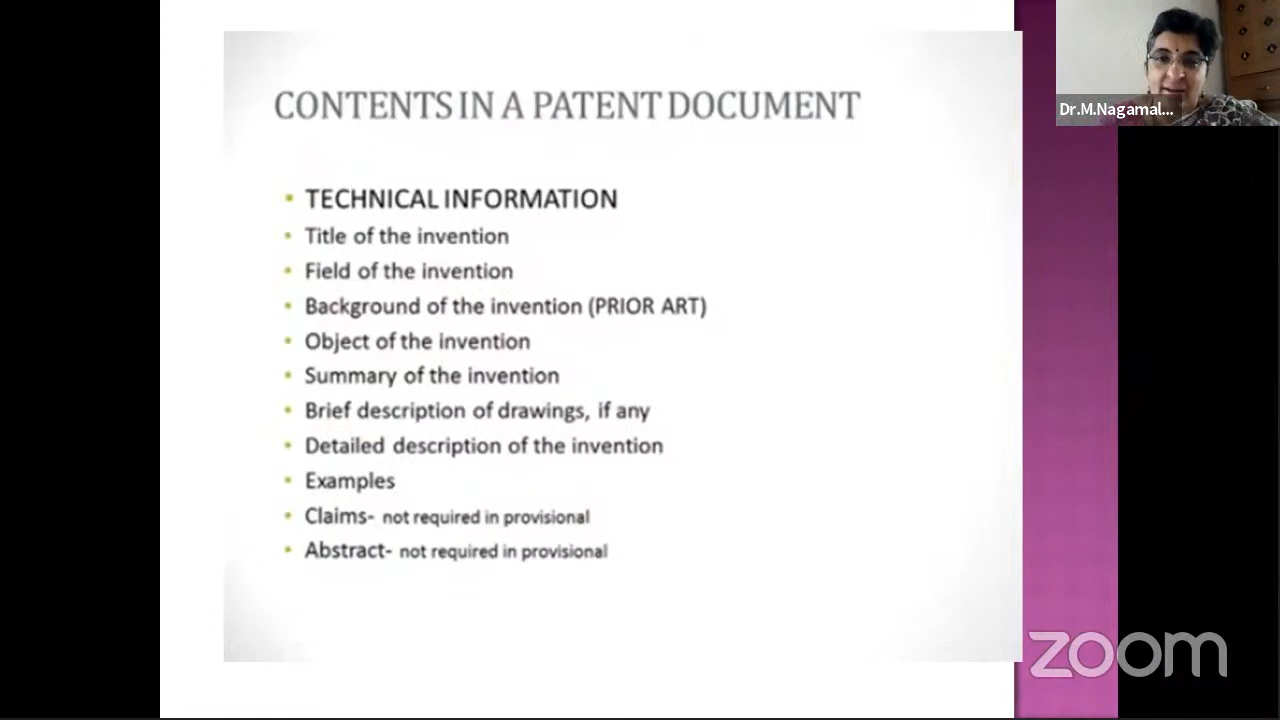 CONTENTS IN A PATENT DOCUMENT
TECHNICAL INFORMATION
Title of the invention
Field of the invention
Background of the invention (PRIOR ART)
Object of the invention
Summary of the invention
Brief description of drawings, if any
Detailed description of the invention
Examples
Claims- not required in provisional
Abstract- not required in provisional
Dr.M.Nagamal...
zoom